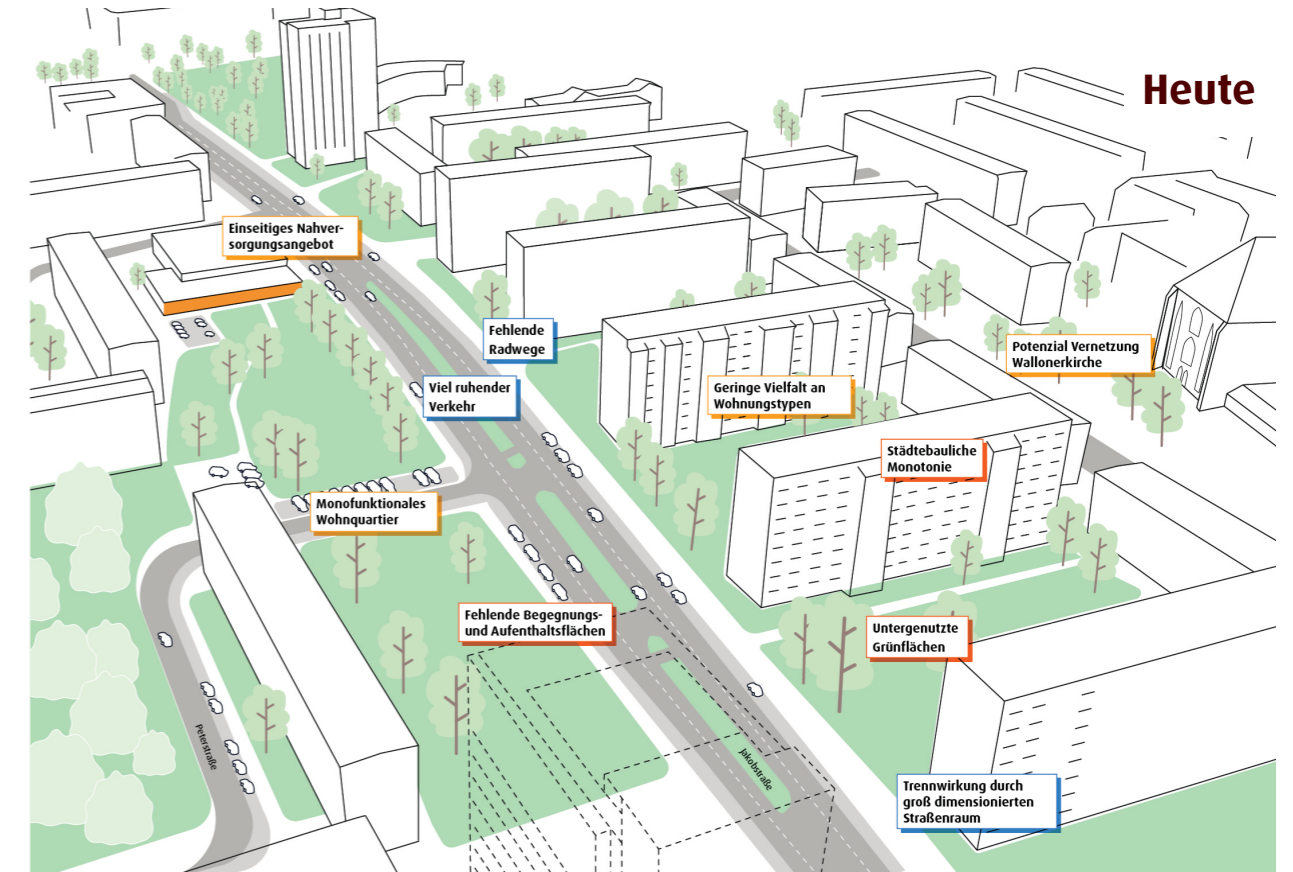 Heute
Einseitiges Nahver-
sorgungsangebot
Fehlende
Radwege
Potenzial Vernetzung
Wallonerkirche
Viel ruhender
Verkehr
Geringe Vielfalt an
Wohnungstypen
Städtebauliche
Monotonie
Monofunktionales
Wohnquartier
Fehlende Begegnungs-
und Aufenthaltsflächen
Untergenutzte
Grünflächen
Peterstraße
Jakobstraße
Trennwirkung durch
groß dimensionierten
Straßenraum